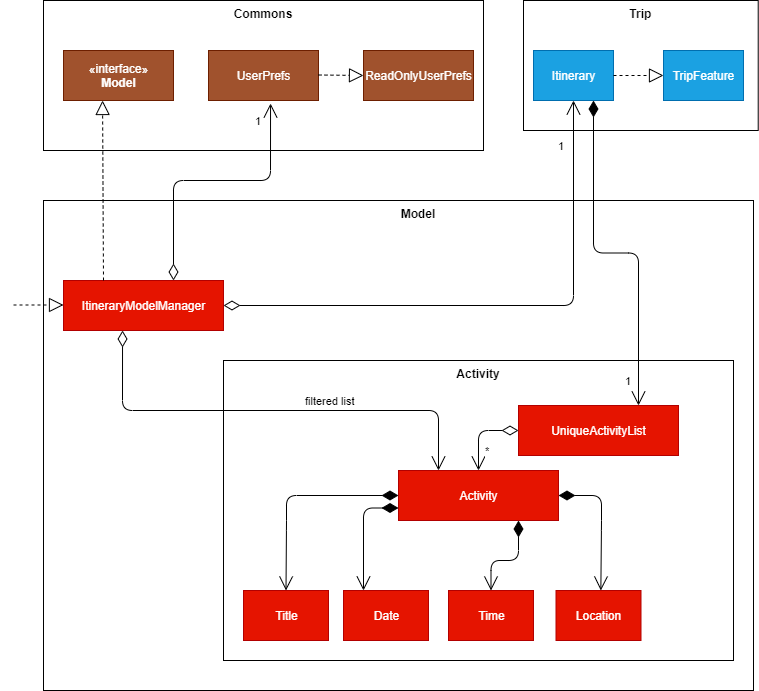 Commons
Trip
«interface»
Model
UserPrefs
ReadOnlyUserPrefs
Itinerary
TripFeature
1
1
Model
ItineraryModelManager
Activity
1
filtered list
UniqueActivityList
*
Activity
Title
Date
Time
Location